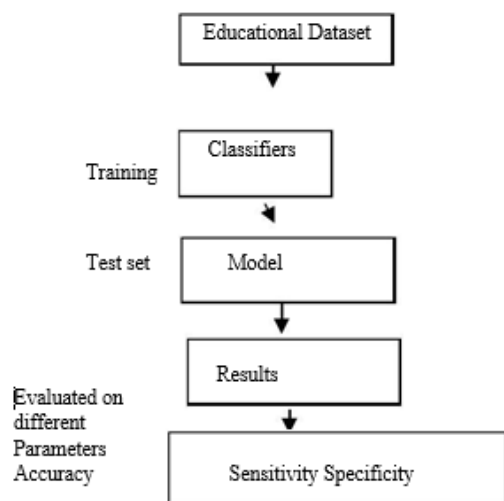 Educational Dataset
Classifiers
Training
Test set
Model
Results
Evaluated on
different
Parameters
Accuracy
Sensitivity Specificity